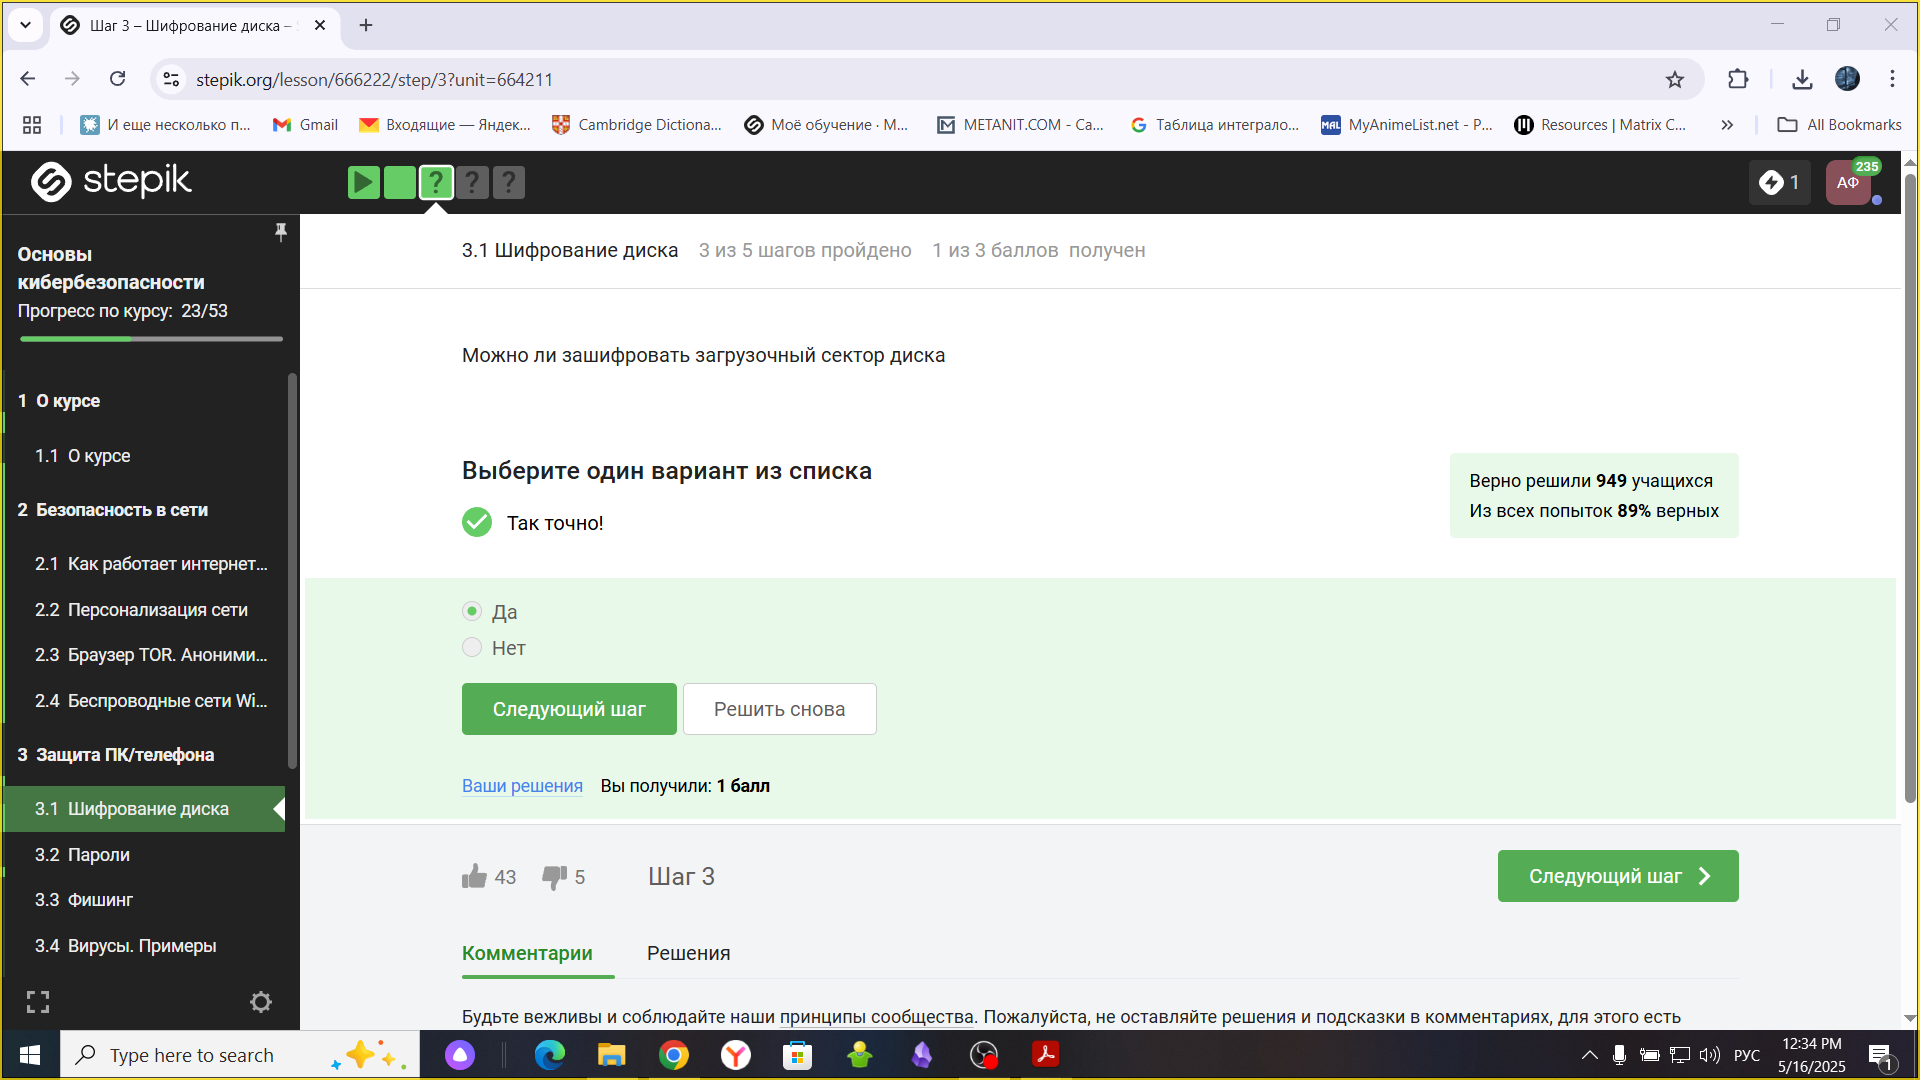 Шаг 3 – Шифрование диска –
stepik.org/lesson/666222/step/3?unit=664211
И еще несколько п...
Gmail
Входящие — Яндек...
Cambridge Dictiona...
Моё обучение · М...
METANIT.COM - Са...
Таблица интеграло...
MAL
MyAnimeList.net - P...
Resources | Matrix C...
All Bookmarks
stepik
?
?
?
1
АФ
235
Основы
кибербезопасности
Прогресс по курсу: 23/53
1 О курсе
1.1 О курсе
2 Безопасность в сети
2.1 Как работает интернет...
2.2 Персонализация сети
2.3 Браузер TOR. Аноними...
2.4 Беспроводные сети Wi...
3 Защита ПК/телефона
3.1 Шифрование диска
3.2 Пароли
3.3 Фишинг
3.4 Вирусы. Примеры
3.1 Шифрование диска 3 из 5 шагов пройдено 1 из 3 баллов получен
Можно ли зашифровать загрузочный сектор диска
Выберите один вариант из списка
Так точно!
Верно решили 949 учащихся
Из всех попыток 89% верных
Да
Нет
Следующий шаг
Решить снова
Ваши решения Вы получили: 1 балл
43
5
Шаг 3
Следующий шаг
Комментарии
Решения
Будьте вежливы и соблюдайте наши принципы сообщества. Пожалуйста, не оставляйте решения и подсказки в комментариях, для этого есть
Type here to search
РУС
12:34 PM
5/16/2025
1